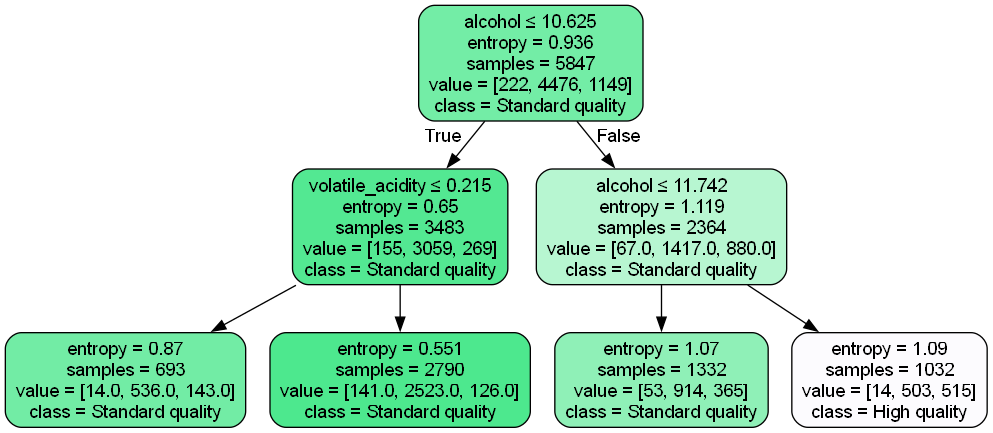 alcohol ≤ 10.625
entropy = 0.936
samples = 5847
value = [222, 4476, 1149]
class = Standard quality
True
False
volatile_acidity ≤ 0.215
entropy = 0.65
samples = 3483
value = [155, 3059, 269]
class = Standard quality
alcohol ≤ 11.742
entropy = 1.119
samples = 2364
value = [67.0, 1417.0, 880.0]
class = Standard quality
entropy = 0.87
samples = 693
value = [14.0, 536.0, 143.0]
class = Standard quality
entropy = 0.551
samples = 2790
value = [141.0, 2523.0, 126.0]
class = Standard quality
entropy = 1.07
samples = 1332
value = [53, 914, 365]
class = Standard quality
entropy = 1.09
samples = 1032
value = [14, 503, 515]
class = High quality